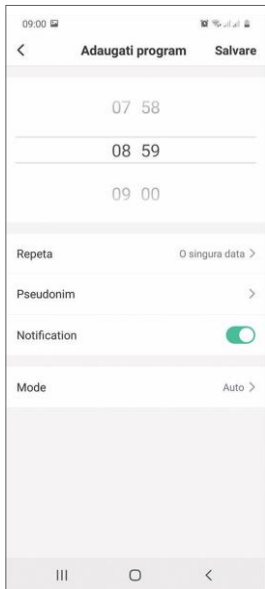 09:00
Adaugati program Salvare
07 58
08 59
09 00
Repeta O singura data
Pseudonim
Notification
Mode Auto